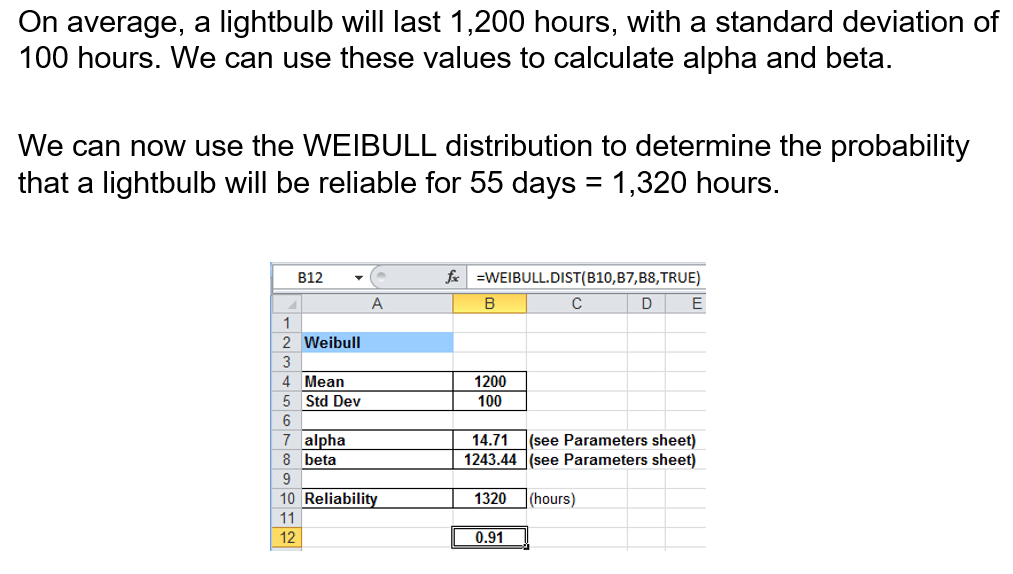 On average, a lightbulb will last 1,200 hours, with a standard deviation of
100 hours. We can use these values to calculate alpha and beta.
We can now use the WEIBULL distribution to determine the probability
that a lightbulb will be reliable for 55 days = 1,320 hours.
B12 fx =WEIBULL.DIST(B10,B7,B8,TRUE)
A B C D E
1
2 Weibull
3
4 Mean 1200
5 Std Dev 100
6
7 alpha 14.71 (see Parameters sheet)
8 beta 1243.44 (see Parameters sheet)
9
10 Reliability 1320 (hours)
11
12 0.91